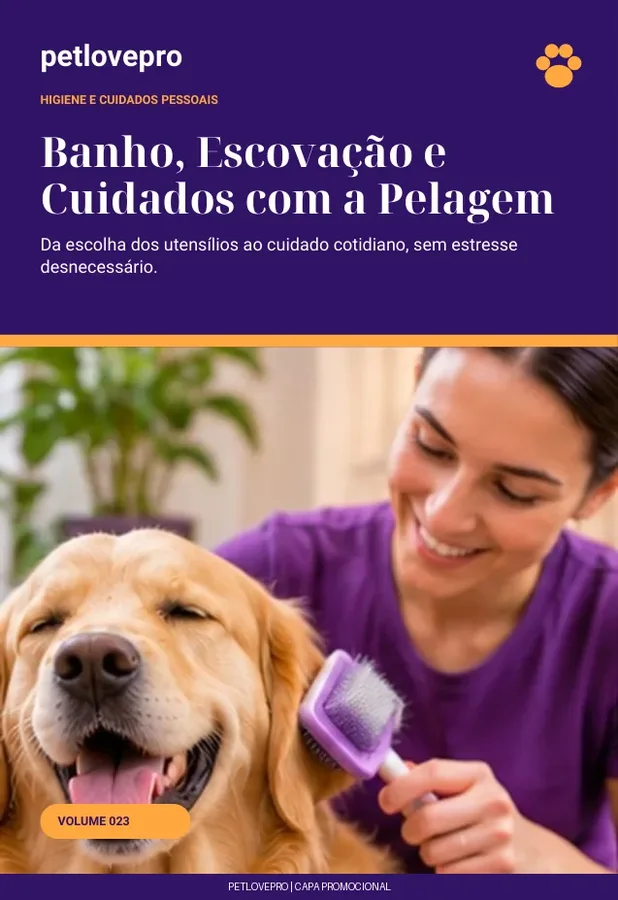 petlovepro
HIGIENE E CUIDADOS PESSOAIS
Banho, Escovação e
Cuidados com a Pelagem
Da escolha dos utensílios ao cuidado cotidiano, sem estresse
desnecessário.
VOLUME 023
PETLOVEPRO | CAPA PROMOCIONAL